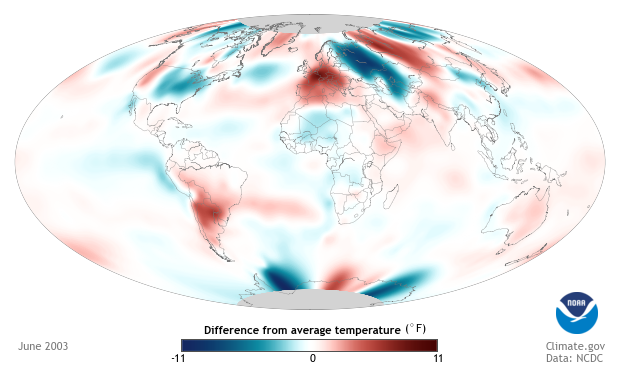 NOAA
Difference from average temperature (°F)
-11 0 11
June 2003
Climate.gov
Data: NCDC